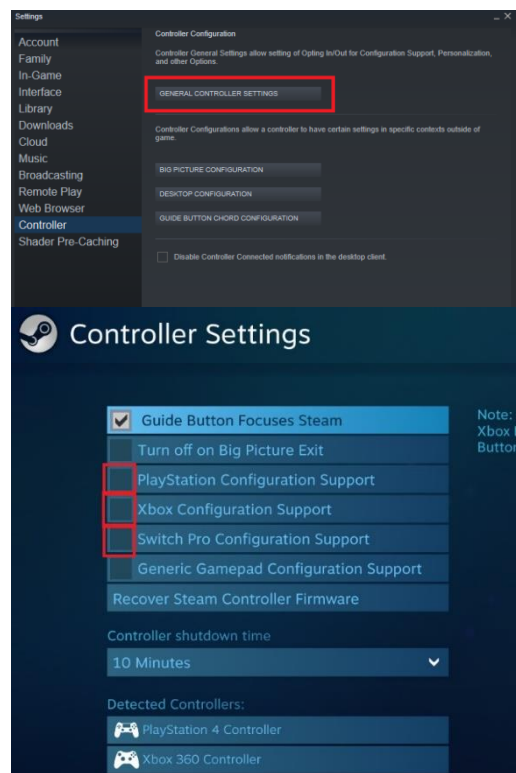 Settings
Account
Family
In-Game
Interface
Library
Downloads
Cloud
Music
Broadcasting
Remote Play
Web Browser
Controller
Shader Pre-Caching
Controller Configuration
Controller General Settings allow setting of Opting In/Out for Configuration Support, Personalization,
and other Options.
GENERAL CONTROLLER SETTINGS
Controller Configurations allow a controller to have certain settings in specific contexts outside of
game.
BIG PICTURE CONFIGURATION
DESKTOP CONFIGURATION
GUIDE BUTTON CHORD CONFIGURATION
Disable Controller Connected notifications in the desktop client.
Controller Settings
Guide Button Focuses Steam
Turn off on Big Picture Exit
PlayStation Configuration Support
Xbox Configuration Support
Switch Pro Configuration Support
Generic Gamepad Configuration Support
Recover Steam Controller Firmware
Controller shutdown time
10 Minutes
Detected Controllers:
PlayStation 4 Controller
Xbox 360 Controller
Note:
Xbox
Button